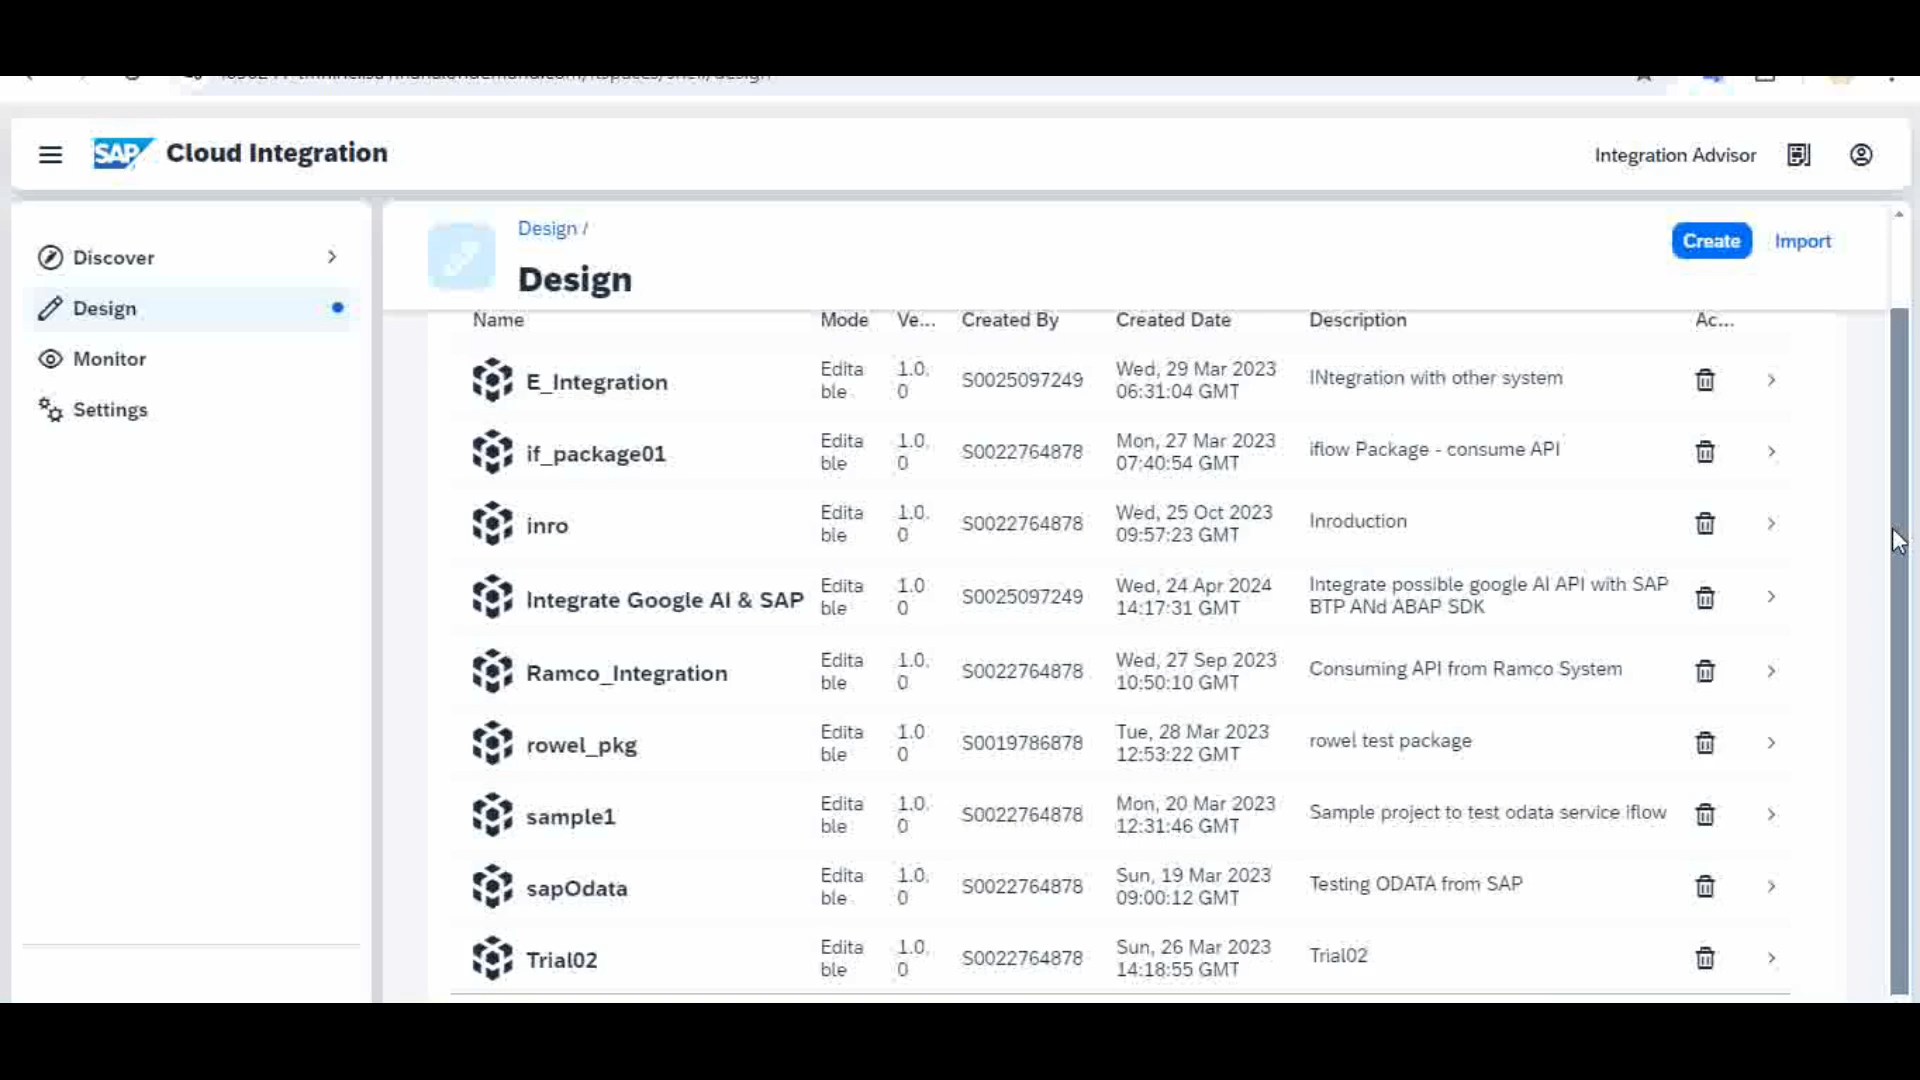 SAP Cloud Integration
Integration Advisor
Discover
Design
Monitor
Settings
Design /
Design
Create Import
Name Mode Ve... Created By Created Date Description Ac...
E_Integration Edita ble 1.0. 0 S0025097249 Wed, 29 Mar 2023 06:31:04 GMT INtegration with other system
if_package01 Edita ble 1.0. 0 S0022764878 Mon, 27 Mar 2023 07:40:54 GMT iflow Package - consume API
inro Edita ble 1.0. 0 S0022764878 Wed, 25 Oct 2023 09:57:23 GMT Inroduction
Integrate Google AI & SAP Edita ble 1.0 0 S0025097249 Wed, 24 Apr 2024 14:17:31 GMT Integrate possible google AI API with SAP BTP ANd ABAP SDK
Ramco_Integration Edita ble 1.0. 0 S0022764878 Wed, 27 Sep 2023 10:50:10 GMT Consuming API from Ramco System
rowel_pkg Edita ble 1.0 0 S0019786878 Tue, 28 Mar 2023 12:53:22 GMT rowel test package
sample1 Edita ble 1.0. 0 S0022764878 Mon, 20 Mar 2023 12:31:46 GMT Sample project to test odata service iflow
sapOdata Edita ble 1.0. 0 S0022764878 Sun, 19 Mar 2023 09:00:12 GMT Testing ODATA from SAP
Trial02 Edita ble 1.0. 0 S0022764878 Sun, 26 Mar 2023 14:18:55 GMT Trial02